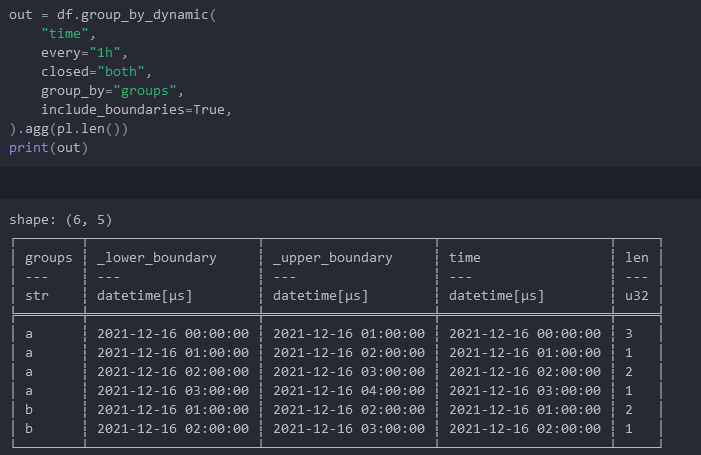 out = df.group_by_dynamic(
    "time",
    every="1h",
    closed="both",
    group_by="groups",
    include_boundaries=True,
).agg(pl.len())
print(out)
shape: (6, 5)
┌────────┬─────────────────────┬─────────────────────┬─────────────────────┬─────┐
│ groups ┆ _lower_boundary     ┆ _upper_boundary     ┆ time                ┆ len │
│ ---    ┆ ---                 ┆ ---                 ┆ ---                 ┆ --- │
│ str    ┆ datetime[μs]        ┆ datetime[μs]        ┆ datetime[μs]        ┆ u32 │
╞════════╪═════════════════════╪═════════════════════╪═════════════════════╪═════╡
│ a      ┆ 2021-12-16 00:00:00 ┆ 2021-12-16 01:00:00 ┆ 2021-12-16 00:00:00 ┆ 3   │
│ a      ┆ 2021-12-16 01:00:00 ┆ 2021-12-16 02:00:00 ┆ 2021-12-16 01:00:00 ┆ 1   │
│ a      ┆ 2021-12-16 02:00:00 ┆ 2021-12-16 03:00:00 ┆ 2021-12-16 02:00:00 ┆ 2   │
│ a      ┆ 2021-12-16 03:00:00 ┆ 2021-12-16 04:00:00 ┆ 2021-12-16 03:00:00 ┆ 1   │
│ b      ┆ 2021-12-16 01:00:00 ┆ 2021-12-16 02:00:00 ┆ 2021-12-16 01:00:00 ┆ 2   │
│ b      ┆ 2021-12-16 02:00:00 ┆ 2021-12-16 03:00:00 ┆ 2021-12-16 02:00:00 ┆ 1   │
└────────┴─────────────────────┴─────────────────────┴─────────────────────┴─────┘